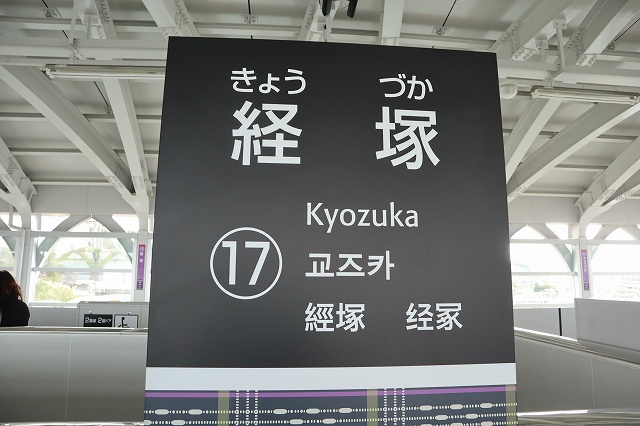 きょう づか
経 塚
Kyozuka
17
교즈카
經塚 经冢